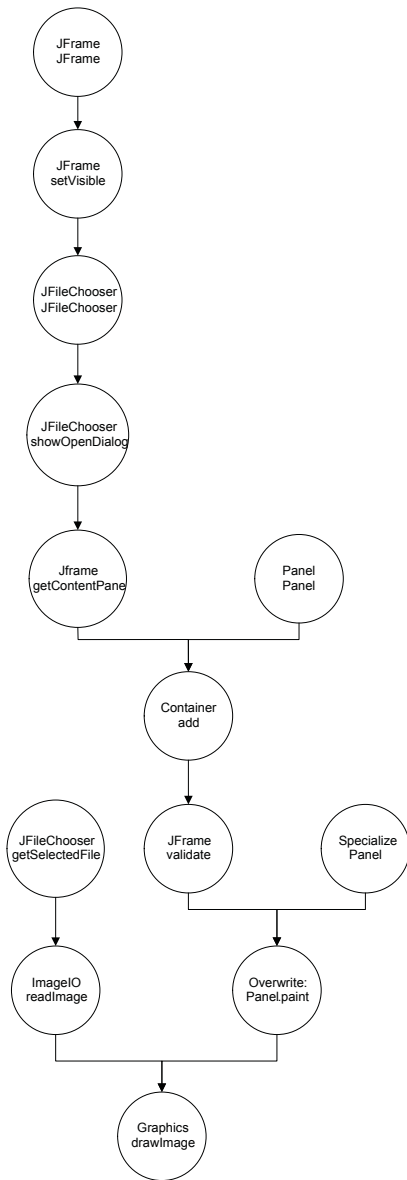 JFrame
JFrame
JFrame
setVisible
JFileChooser
JFileChooser
JFileChooser
showOpenDialog
Jframe
getContentPane
Panel
Panel
Container
add
JFileChooser
getSelectedFile
JFrame
validate
Specialize
Panel
ImageIO
readImage
Overwrite:
Panel.paint
Graphics
drawImage